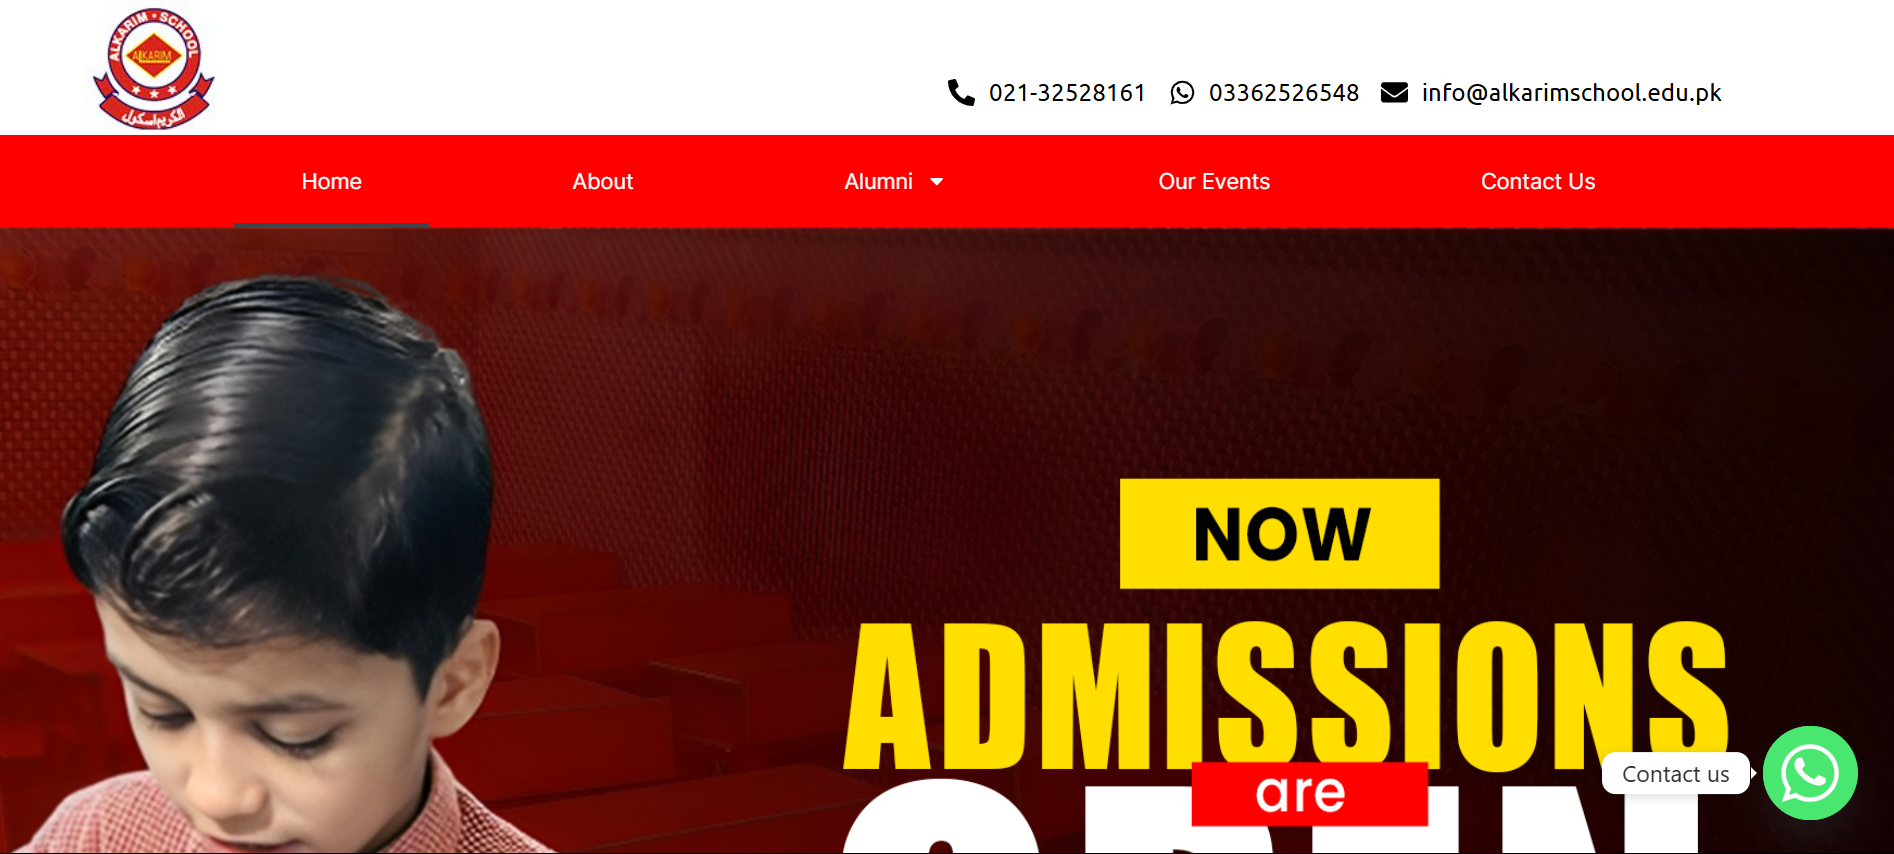 ALKARIM • SCHOOL
ALKARIM
الکریم اسکول
021-32528161
03362526548
info@alkarimschool.edu.pk
Home
About
Alumni
Our Events
Contact Us
NOW
ADMISSIONS
are
OPEN
Contact us